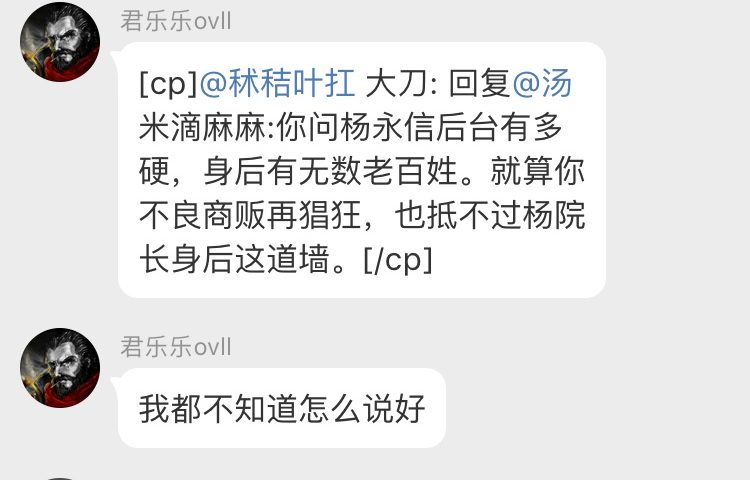 君乐乐ovll
[cp]@秫秸叶扛 大刀: 回复@汤
米滴麻麻:你问杨永信后台有多
硬，身后有无数老百姓。就算你
不良商贩再猖狂，也抵不过杨院
长身后这道墙。[/cp]
君乐乐ovll
我都不知道怎么说好